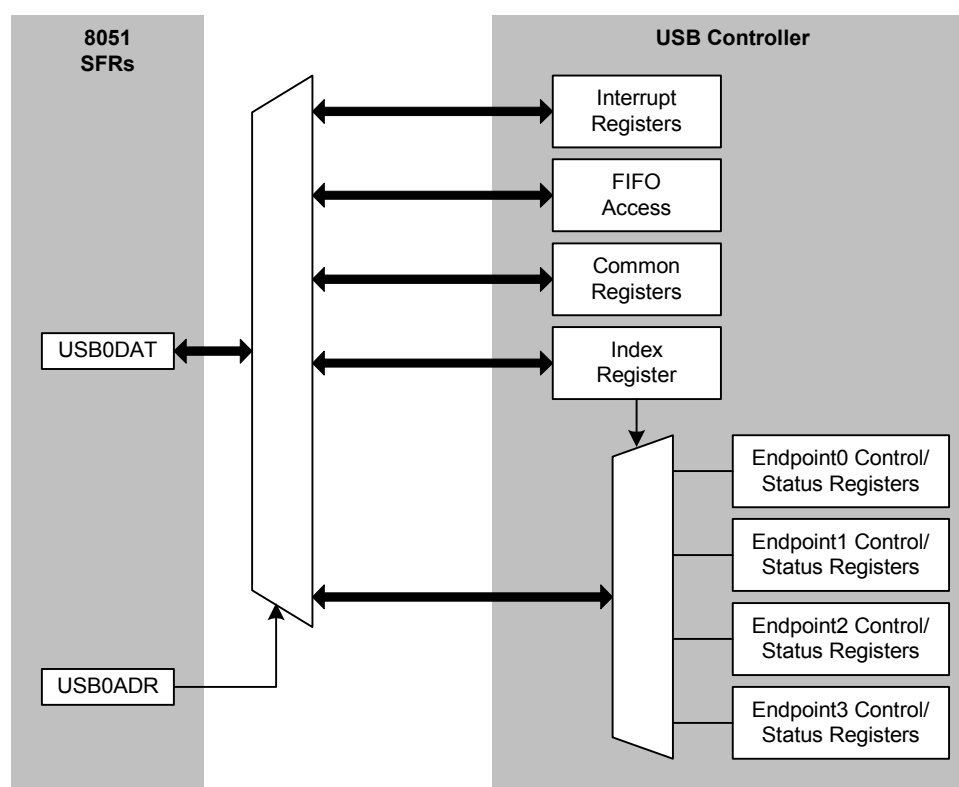 8051
SFRs
USB Controller
Interrupt
Registers
FIFO
Access
Common
Registers
USB0DAT
Index
Register
Endpoint0 Control/
Status Registers
Endpoint1 Control/
Status Registers
Endpoint2 Control/
Status Registers
USB0ADR
Endpoint3 Control/
Status Registers